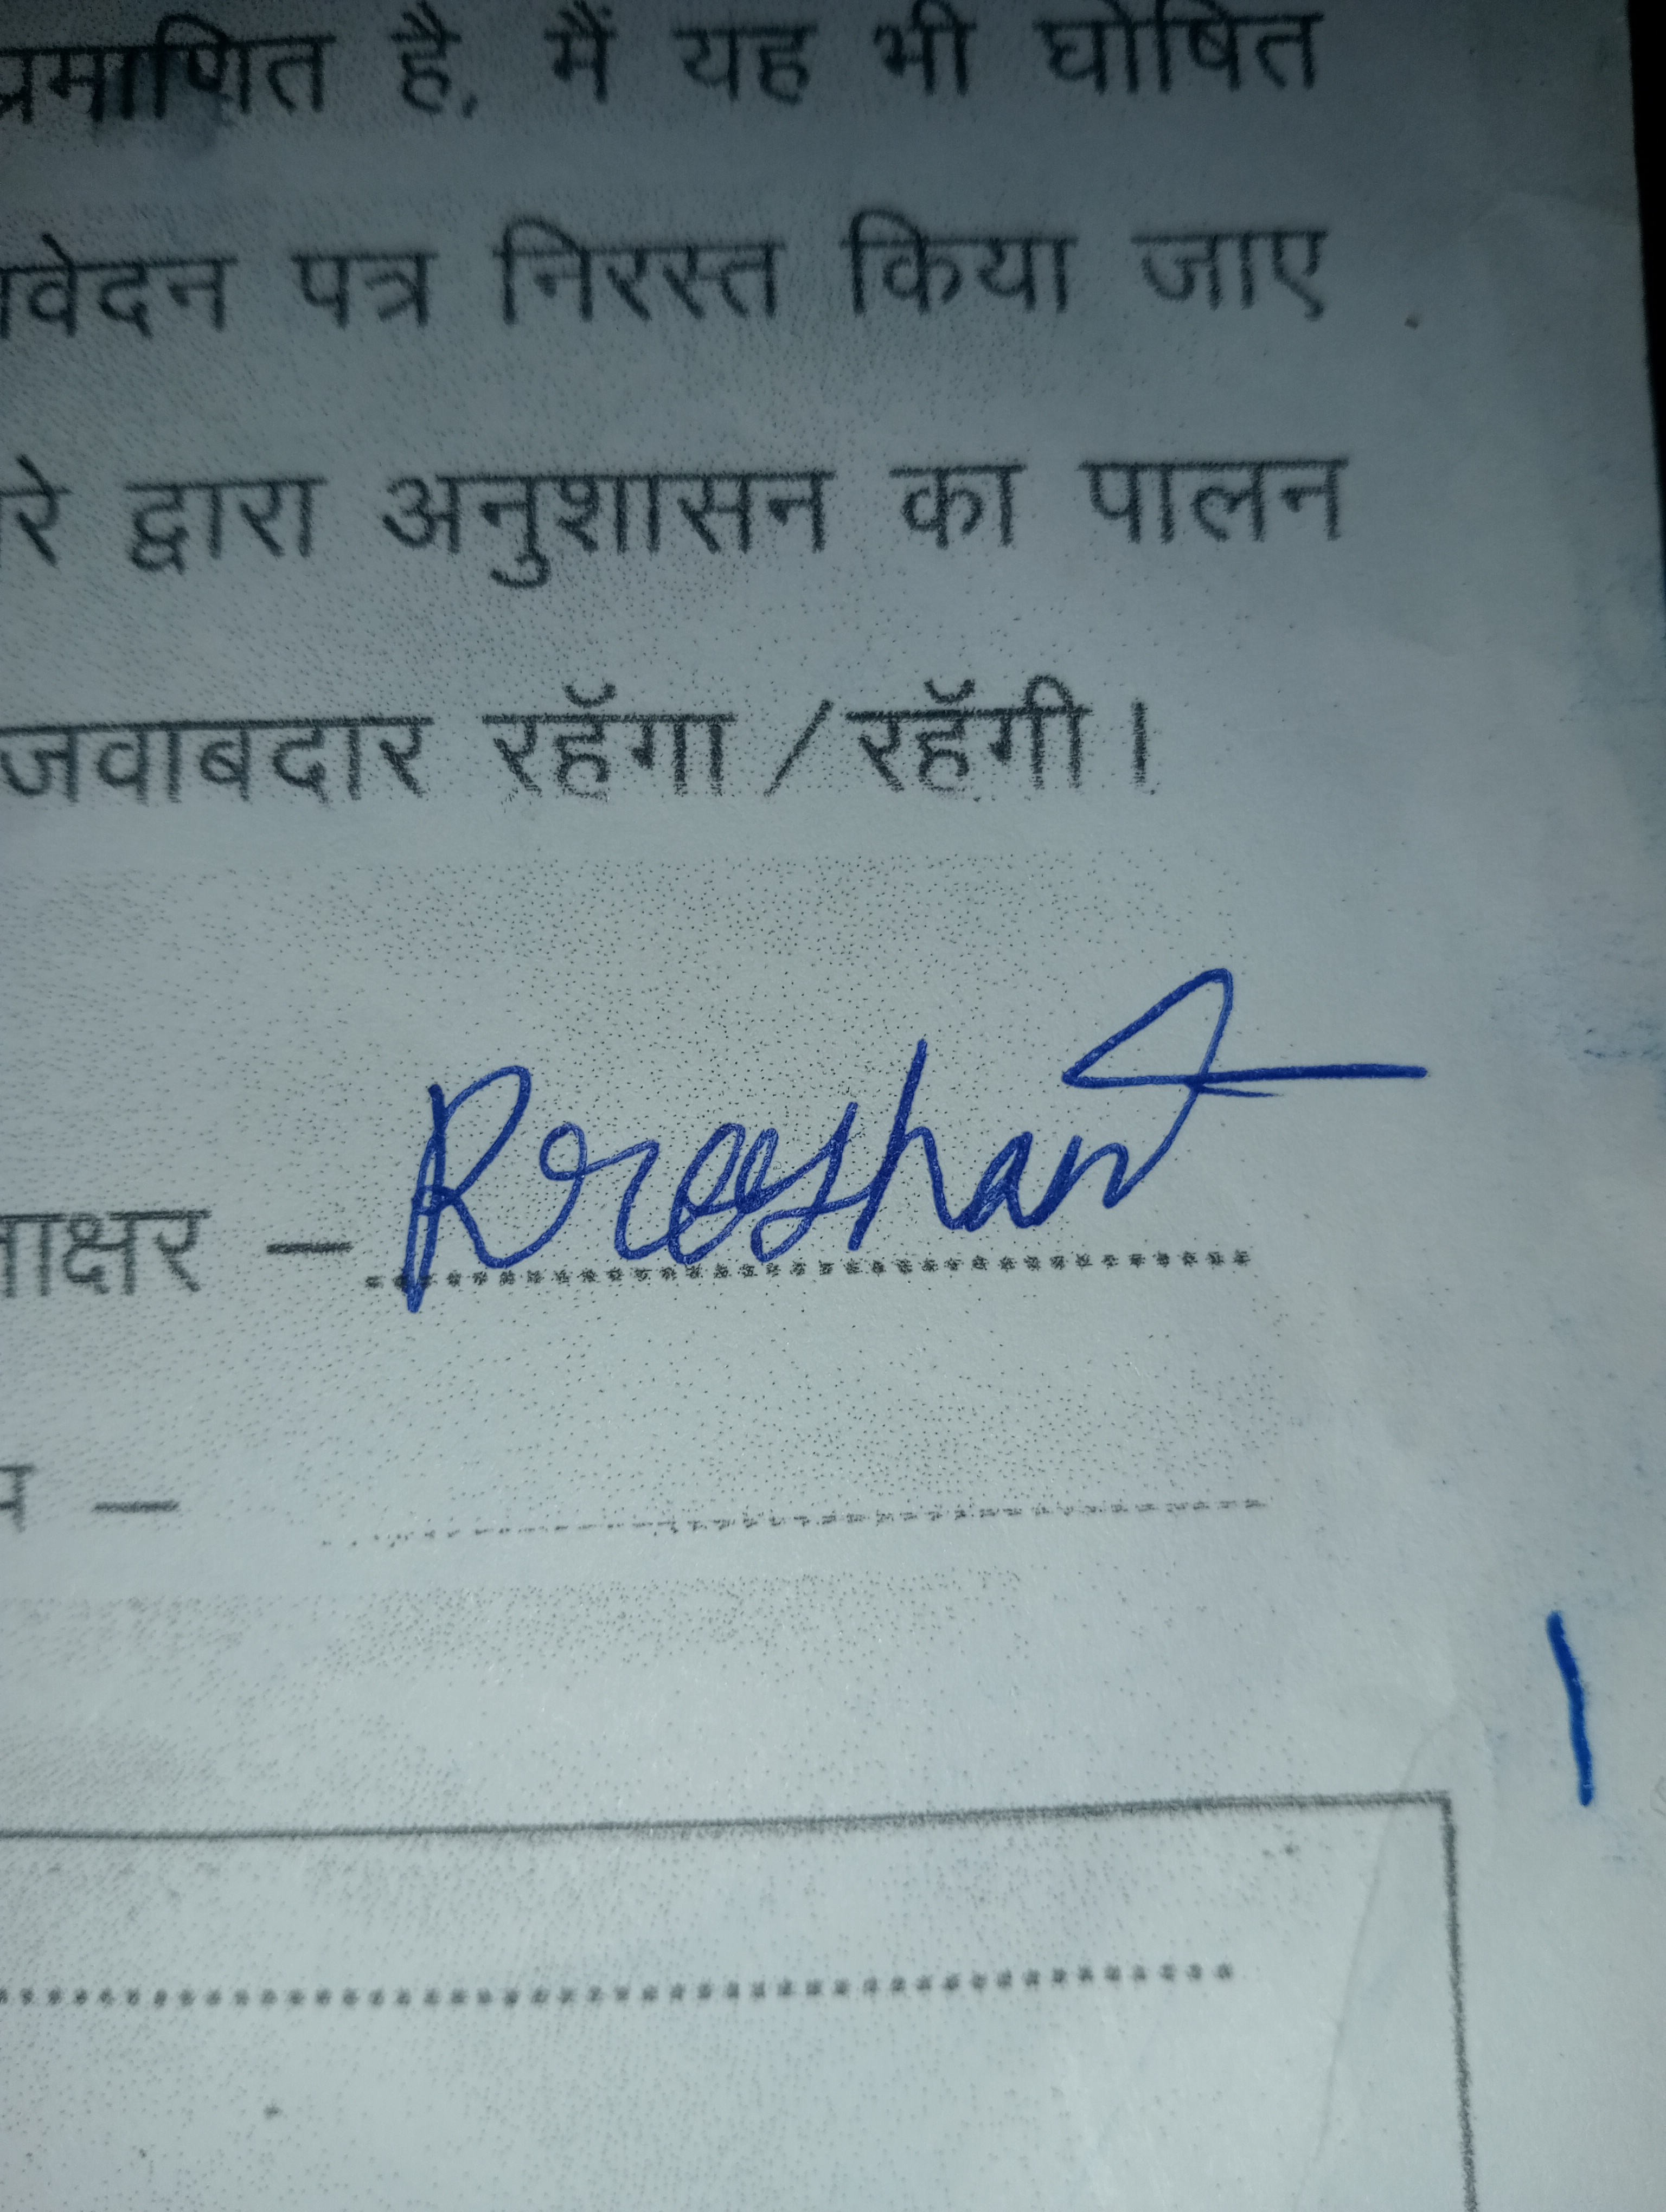 प्रमाणित है, मैं यह भी घोषित
वेदन पत्र निरस्त किया जाए
रे द्वारा अनुशासन का पालन
जवाबदार रहॅगा / रहॅगी।
ाक्षर –
–